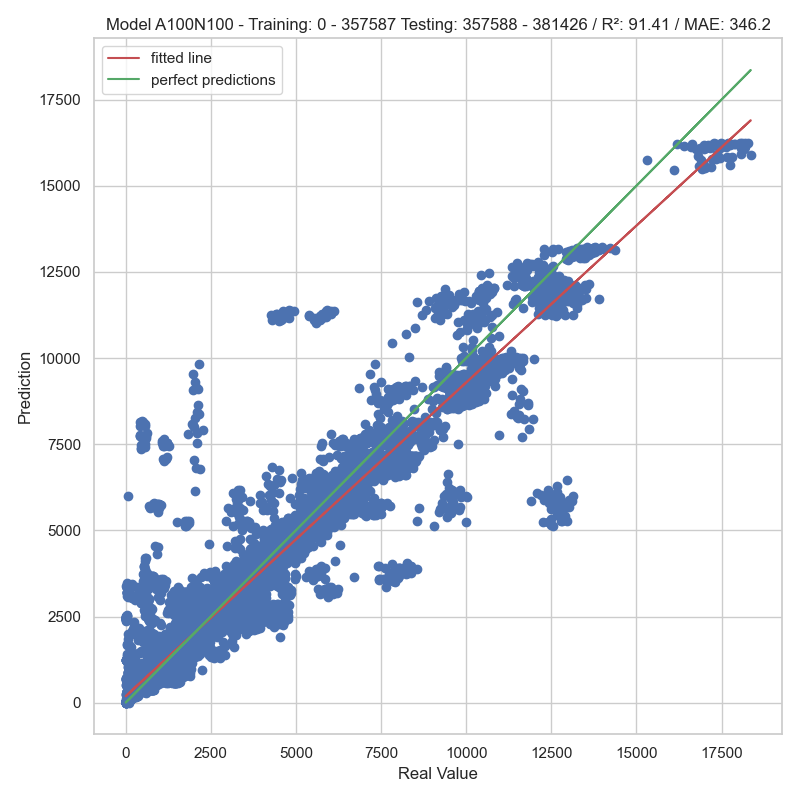 Model A100N100 - Training: 0 - 357587 Testing: 357588 - 381426 / R²: 91.41 / MAE: 346.2
fitted line
perfect predictions
17500
15000
12500
10000
7500
5000
2500
0
Prediction
0 2500 5000 7500 10000 12500 15000 17500
Real Value